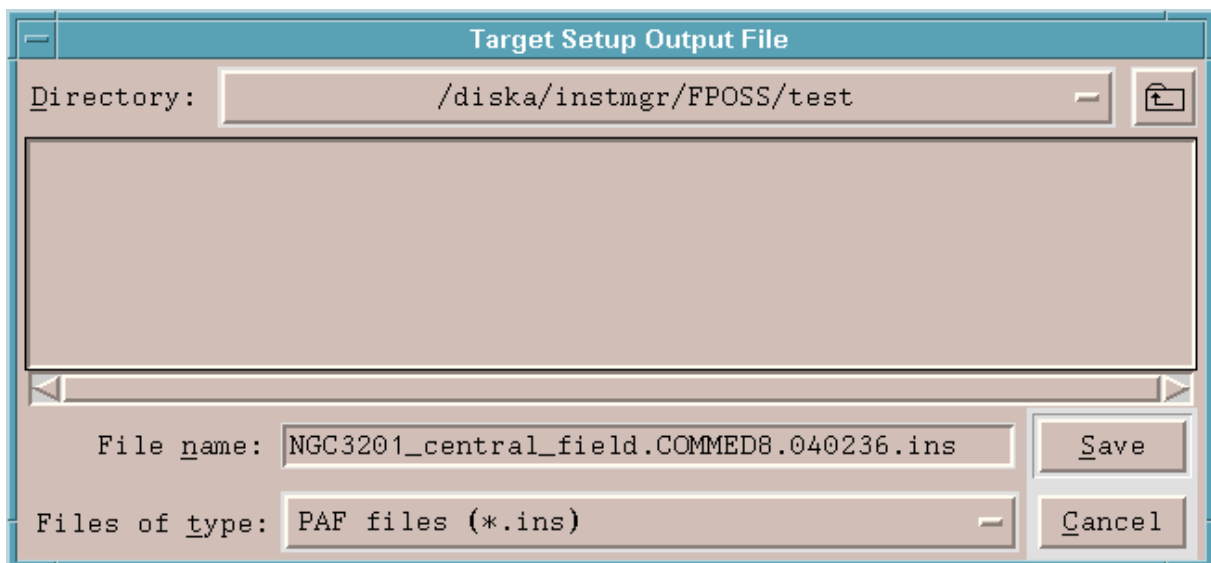 Target Setup Output File
Directory: /diska/instmgr/FPOSS/test
File name: NGC3201_central_field.COMMED8.040236.ins Save
Files of type: PAF files (*.ins) Cancel